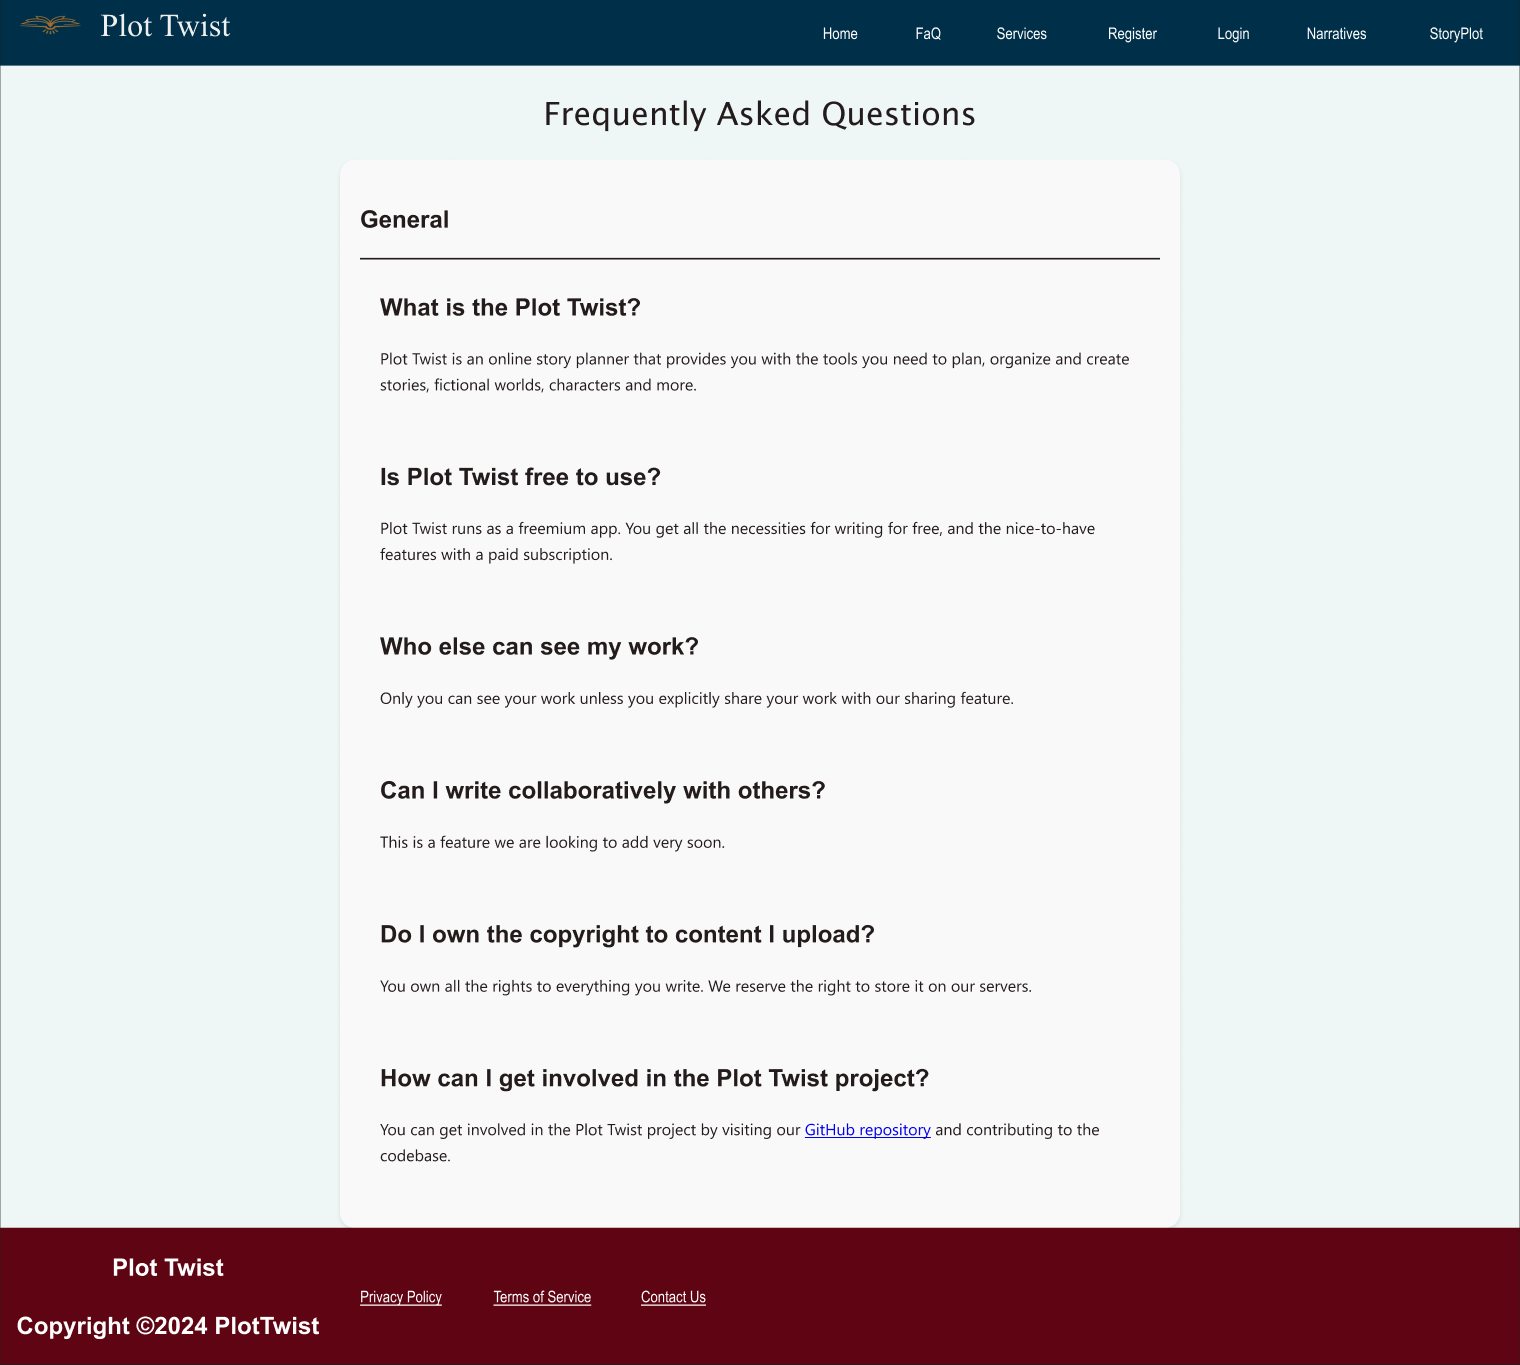 Plot Twist
Home FaQ Services Register Login Narratives StoryPlot
Frequently Asked Questions
General
What is the Plot Twist?
Plot Twist is an online story planner that provides you with the tools you need to plan, organize and create
stories, fictional worlds, characters and more.
Is Plot Twist free to use?
Plot Twist runs as a freemium app. You get all the necessities for writing for free, and the nice-to-have
features with a paid subscription.
Who else can see my work?
Only you can see your work unless you explicitly share your work with our sharing feature.
Can I write collaboratively with others?
This is a feature we are looking to add very soon.
Do I own the copyright to content I upload?
You own all the rights to everything you write. We reserve the right to store it on our servers.
How can I get involved in the Plot Twist project?
You can get involved in the Plot Twist project by visiting our GitHub repository and contributing to the
codebase.
Plot Twist
Privacy Policy Terms of Service Contact Us
Copyright ©2024 PlotTwist